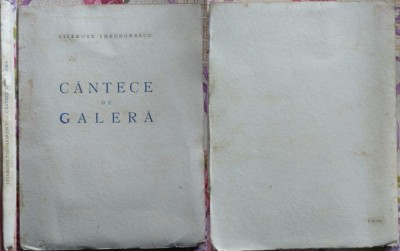 CICERONE THEODORESCU
CÂNTECE
DE
GALERĂ